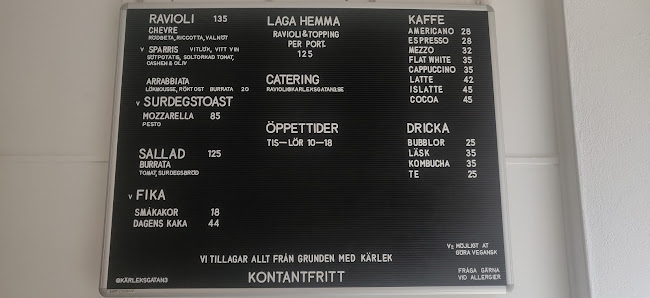 RAVIOLI 135
CHEVRE
RÖDBETA, RICOTTA, VALNÖT
V SPARRIS VITLÖK, VITT VIN
SÖTPOTATIS, SOLTORKAD TOMAT,
CASHEW & OLIV
ARRABBIATA
LÖKMOUSSE, RÖKT OST BURRATA 20
V SURDEGSTOAST
MOZZARELLA 85
PESTO
SALLAD 125
BURRATA
TOMAT, SURDEGSBRÖD
V FIKA
SMÅKAKOR 18
DAGENS KAKA 44
@KÄRLEKSGATAN3
LAGA HEMMA
RAVIOLI & TOPPING
PER PORT.
125
CATERING
RAVIOLI@KARLEKSGATAN3.SE
ÖPPETTIDER
TIS—LÖR 10—18
VI TILLAGAR ALLT FRÅN GRUNDEN MED KÄRLEK
KONTANTFRITT
KAFFE
AMERICANO 28
ESPRESSO 28
MEZZO 32
FLAT WHITE 35
CAPPUCCINO 35
LATTE 42
ISLATTE 45
COCOA 45
DRICKA
BUBBLOR 25
LÄSK 35
KOMBUCHA 35
TE 25
V: MÖJLIGT AT
GÖRA VEGANSK
FRÅGA GÄRNA
VID ALLERGIER